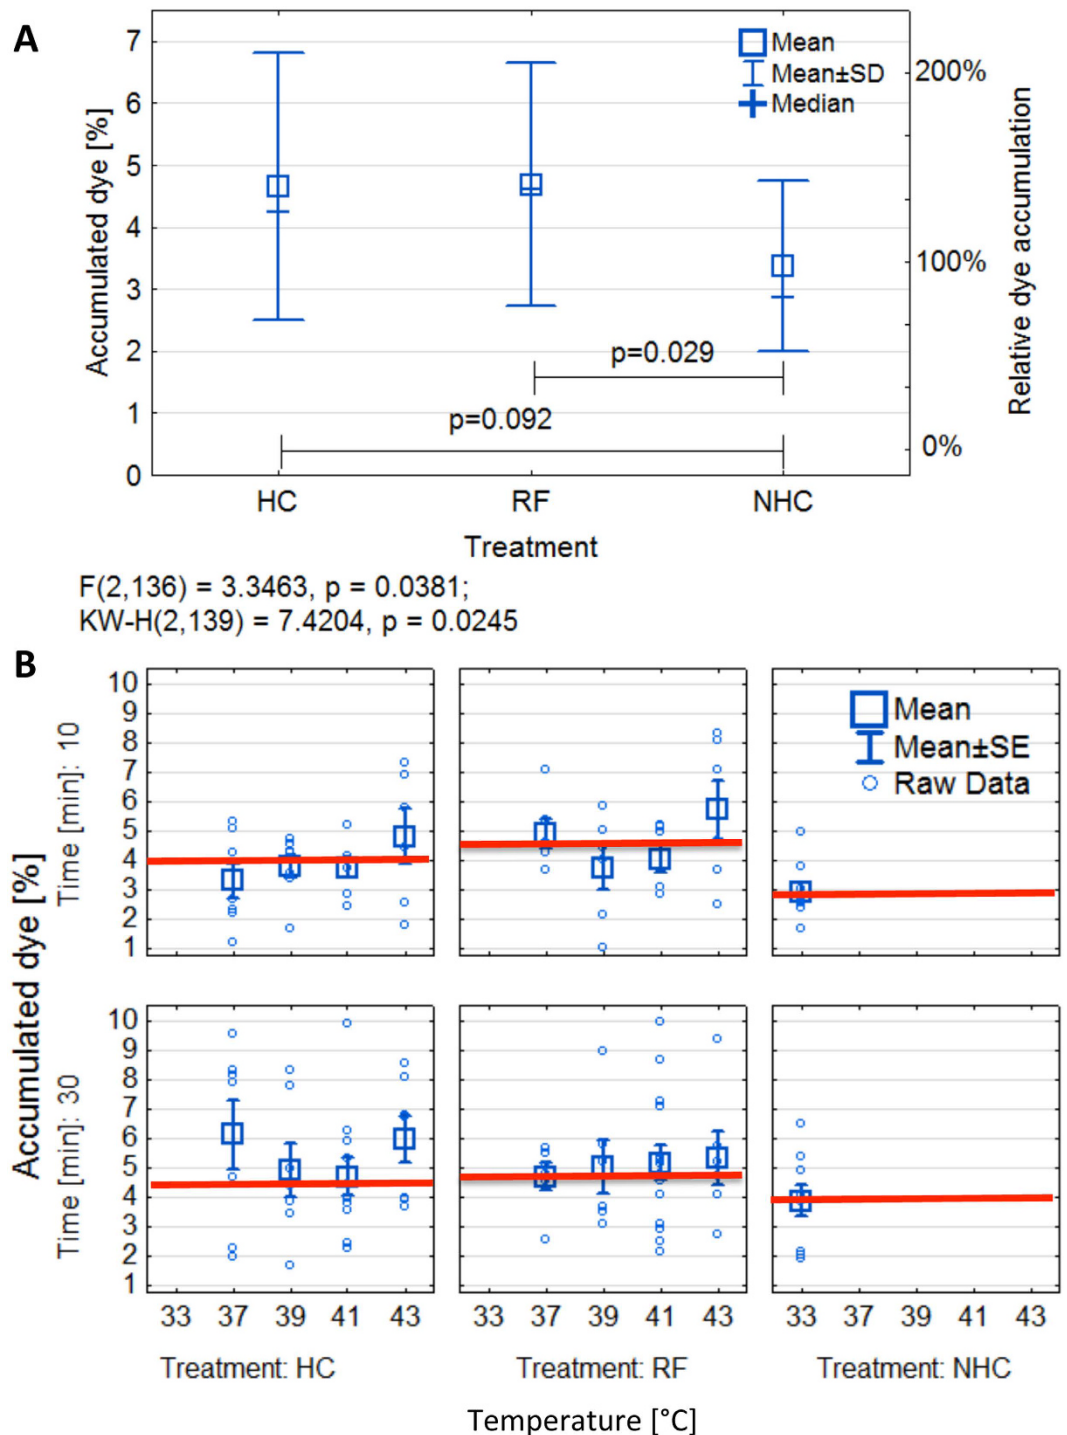 A
Mean
Mean±SD
Median
7
6
5
4
3
2
1
0
Accumulated dye [%]
200%
100%
0%
Relative dye accumulation
p=0.029
p=0.092
HC RF NHC
Treatment
F(2,136) = 3.3463, p = 0.0381;
KW-H(2,139) = 7.4204, p = 0.0245
B
Accumulated dye [%]
Time [min]: 10
10
9
8
7
6
5
4
3
2
1
Mean
Mean±SE
Raw Data
Time [min]: 30
10
9
8
7
6
5
4
3
2
1
33 37 39 41 43 33 37 39 41 43 33 37 39 41 43
Treatment: HC Treatment: RF Treatment: NHC
Temperature [°C]